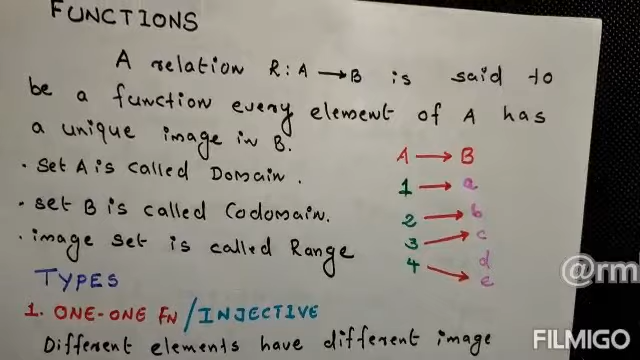 FUNCTIONS
A relation R: A → B is said to
be a function every element of A has
a unique image in B.
• Set A is called Domain.
• Set B is called Codomain.
• image set is called Range
A → B
1 → a
2 → b
3 → c
d
4 → e
TYPES
1. ONE-ONE FN / INJECTIVE
Different elements have different image
@rm
FILMIGO